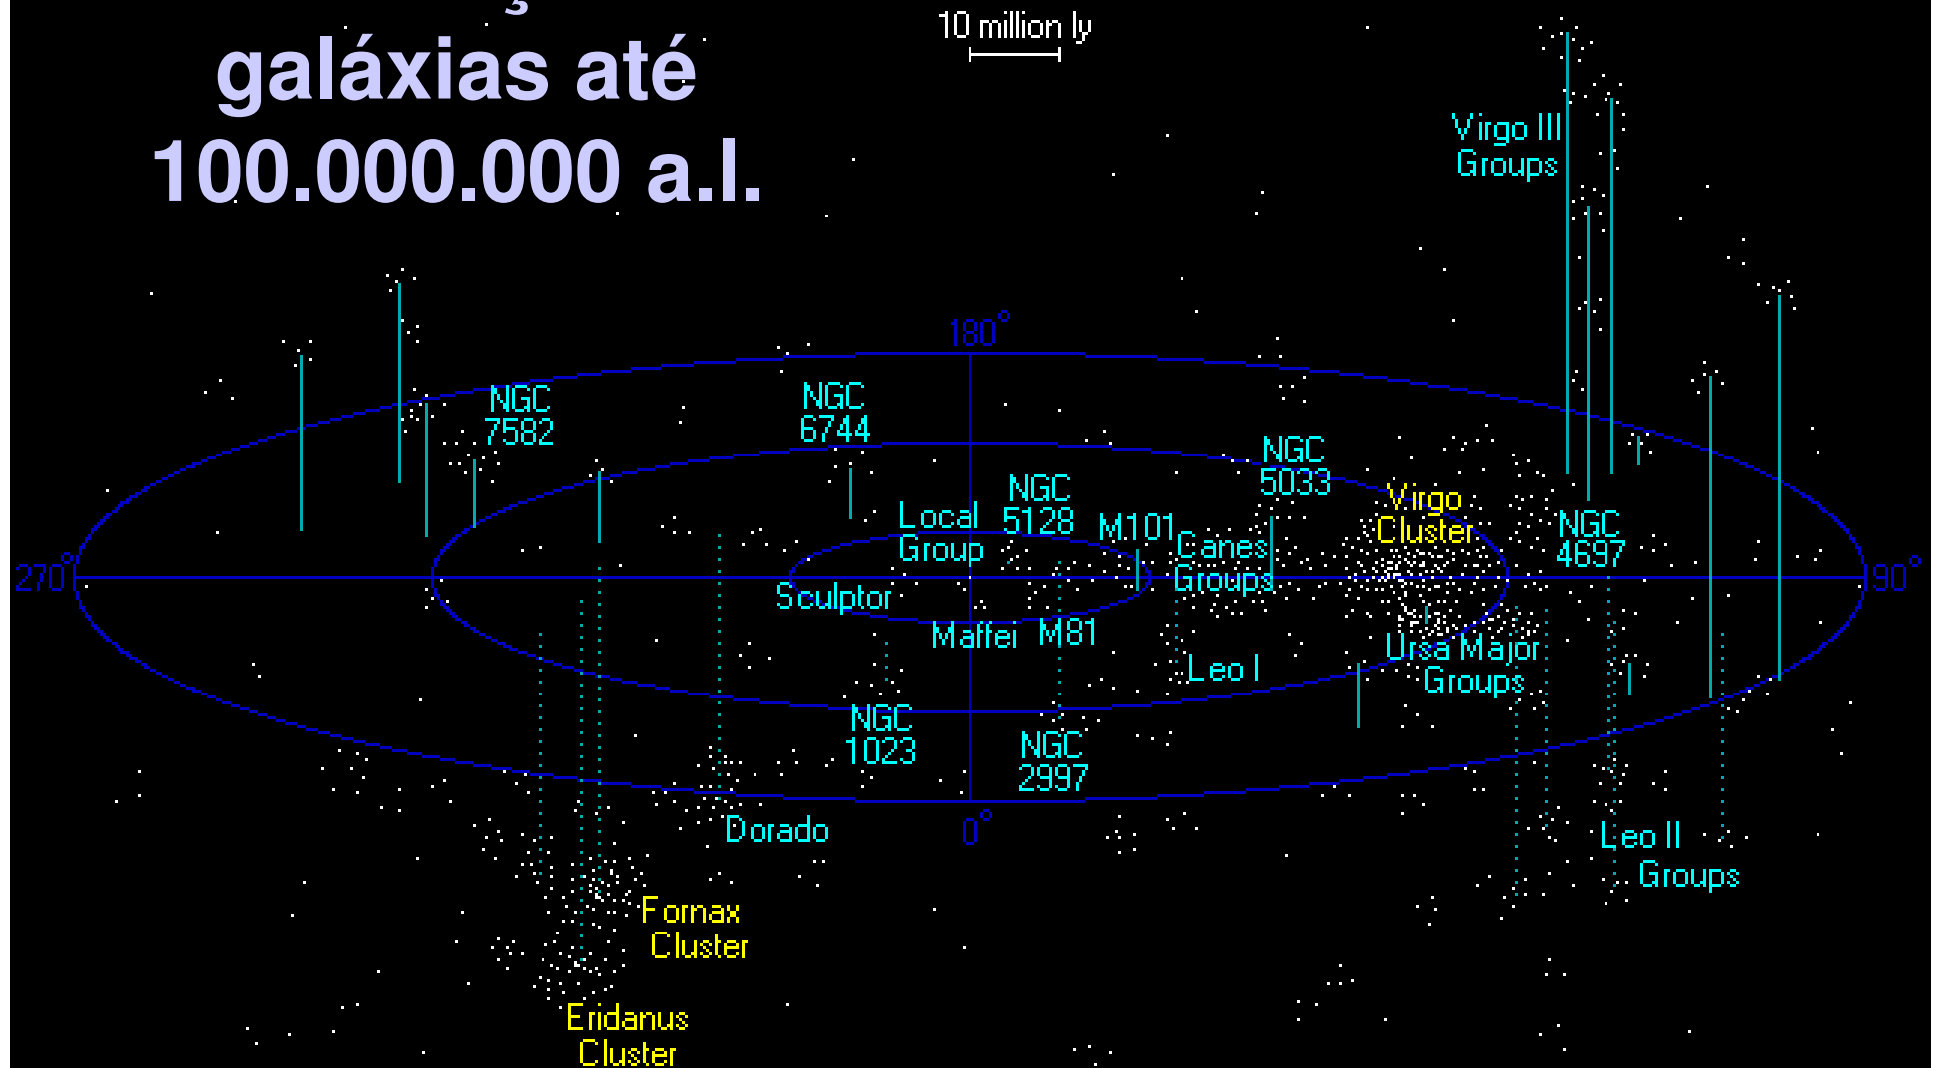 galáxias até
100.000.000 a.l.
10 million ly
Virgo III
Groups
180°
NGC
7582
NGC
6744
NGC
5033
NGC
5128
Virgo
Cluster
Local
Group
M101
Canes
Groups
NGC
4697
270°
90°
Sculptor
Maffei
M81
Leo I
Ursa Major
Groups
NGC
1023
NGC
2997
Dorado
0°
Leo II
Groups
Fornax
Cluster
Eridanus
Cluster